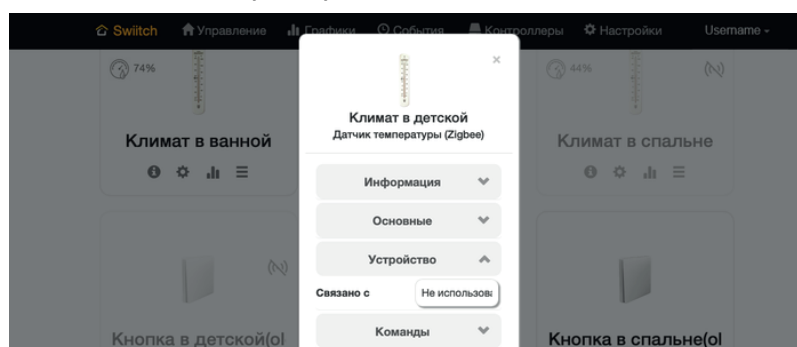 Swiitch Управление Графики События Контроллеры Настройки Username
74%
44%
Климат в детской
Датчик температуры (Zigbee)
Климат в ванной
Климат в спальне
Информация
Основные
Устройство
Связано с Не использова
Команды
Кнопка в детской(ol
Кнопка в спальне(ol